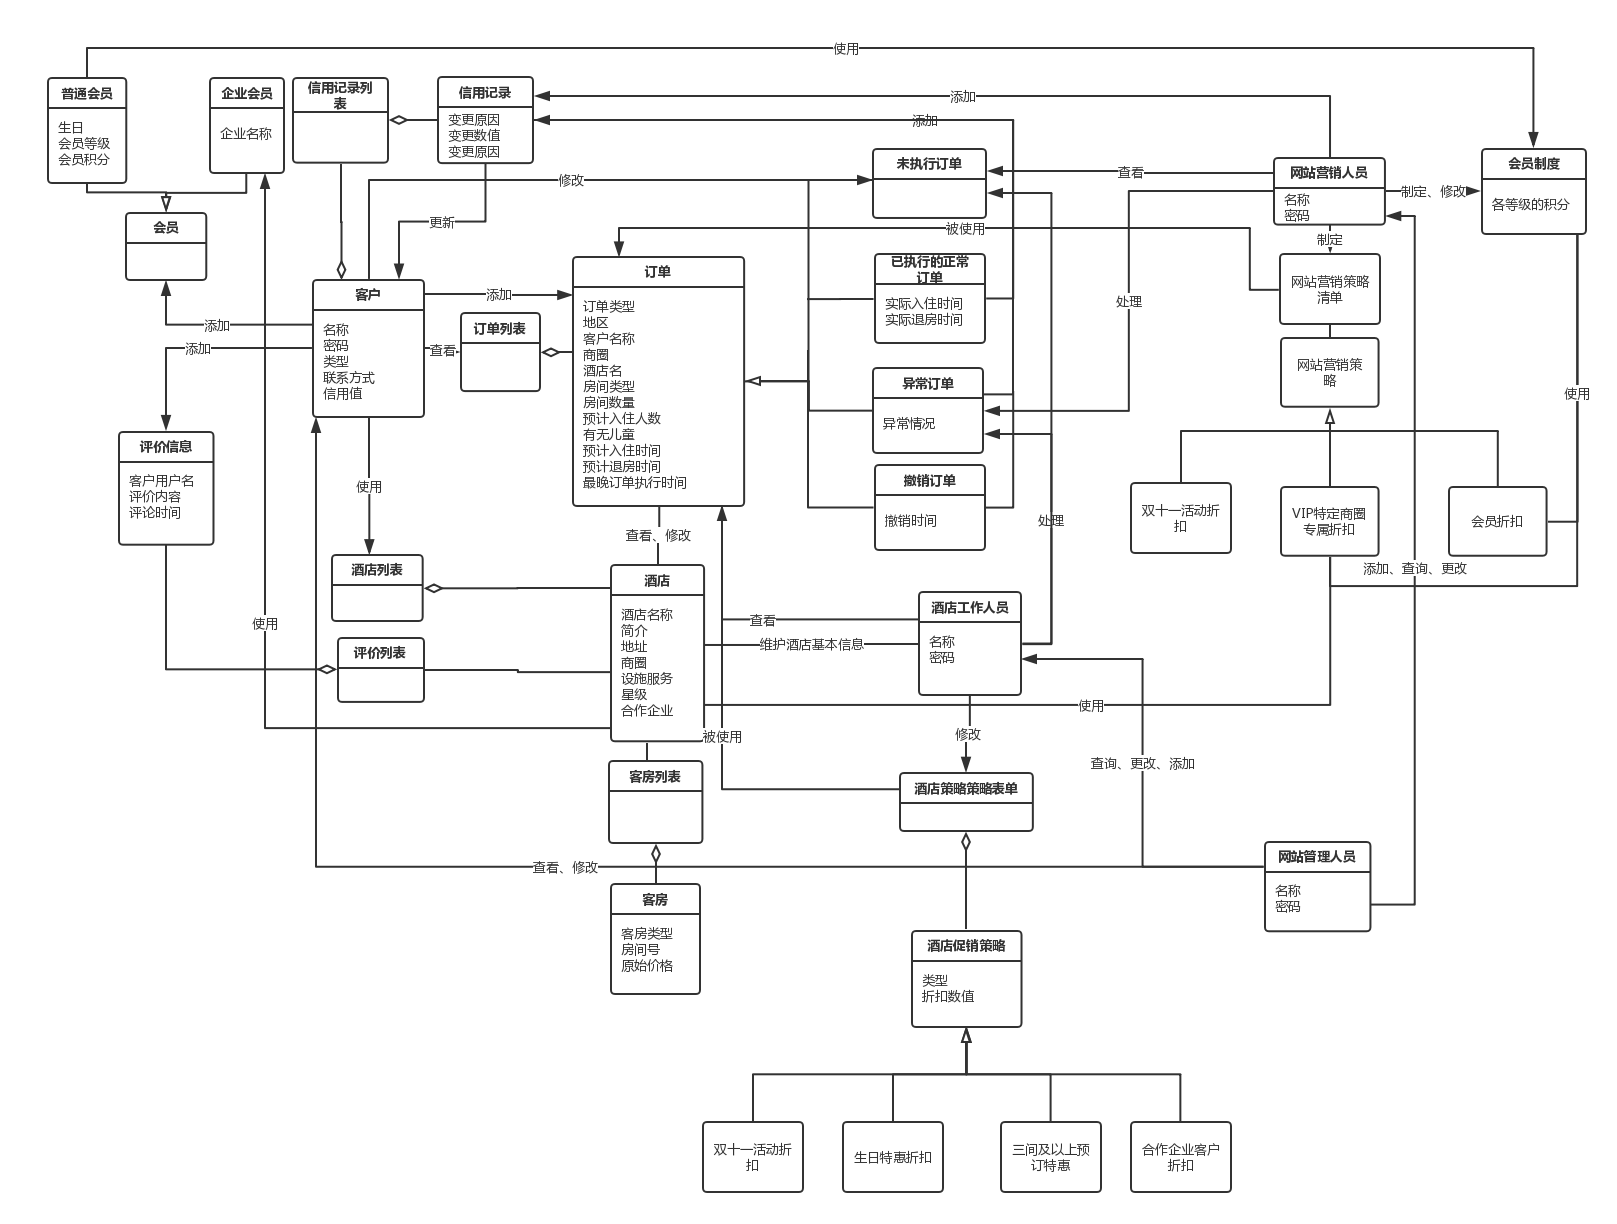 使用
普通会员
生日
会员等级
会员积分
企业会员
企业名称
信用记录列
表
信用记录
变更原因
变更数值
变更原因
添加
添加
未执行订单
查看
网站营销人员
名称
密码
制定、修改
会员制度
各等级的积分
修改
更新
会员
被使用
制定
已执行的正常
订单
实际入住时间
实际退房时间
网站营销策略
清单
订单
订单类型
地区
客户名称
商圈
酒店名
房间类型
房间数量
预计入住人数
有无儿童
预计入住时间
预计退房时间
最晚订单执行时间
客户
名称
密码
类型
联系方式
信用值
添加
添加
添加
查看
订单列表
处理
网站营销策
略
异常订单
异常情况
使用
评价信息
客户用户名
评价内容
评论时间
使用
撤销订单
撤销时间
处理
双十一活动折
扣
VIP特定商圈
专属折扣
会员折扣
查看、修改
添加、查询、更改
酒店列表
酒店
酒店名称
简介
地址
商圈
设施服务
星级
合作企业
酒店工作人员
名称
密码
查看
维护酒店基本信息
使用
评价列表
使用
被使用
修改
查询、更改、添加
客房列表
酒店策略策略表单
查看、修改
网站管理人员
名称
密码
客房
客房类型
房间号
原始价格
酒店促销策略
类型
折扣数值
双十一活动折
扣
生日特惠折扣
三间及以上预
订特惠
合作企业客户
折扣